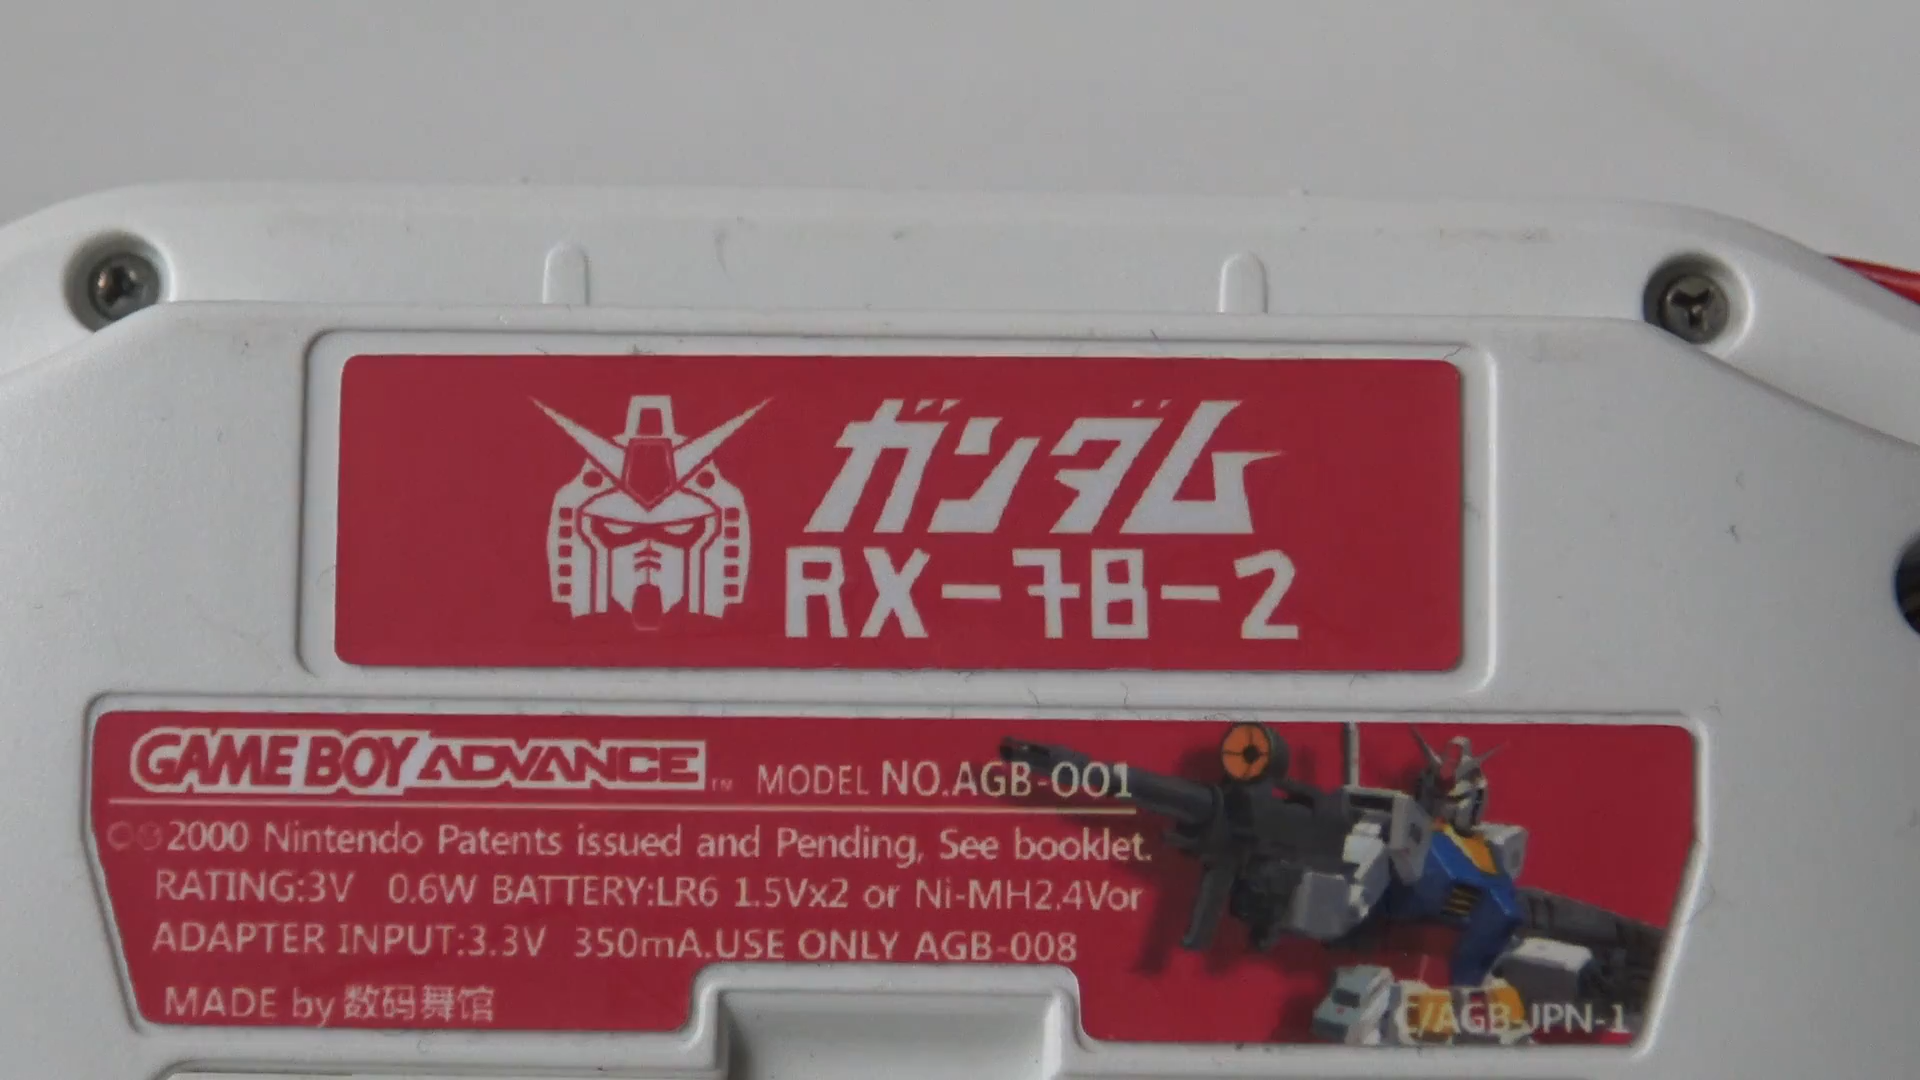 ガンダム
RX-78-2
GAME BOY ADVANCE™ MODEL NO.AGB-001
2000 Nintendo Patents issued and Pending, See booklet.
RATING:3V 0.6W BATTERY:LR6 1.5Vx2 or Ni-MH2.4Vor
ADAPTER INPUT:3.3V 350mA.USE ONLY AGB-008
MADE by 数码舞馆
C/AGB-JPN-1